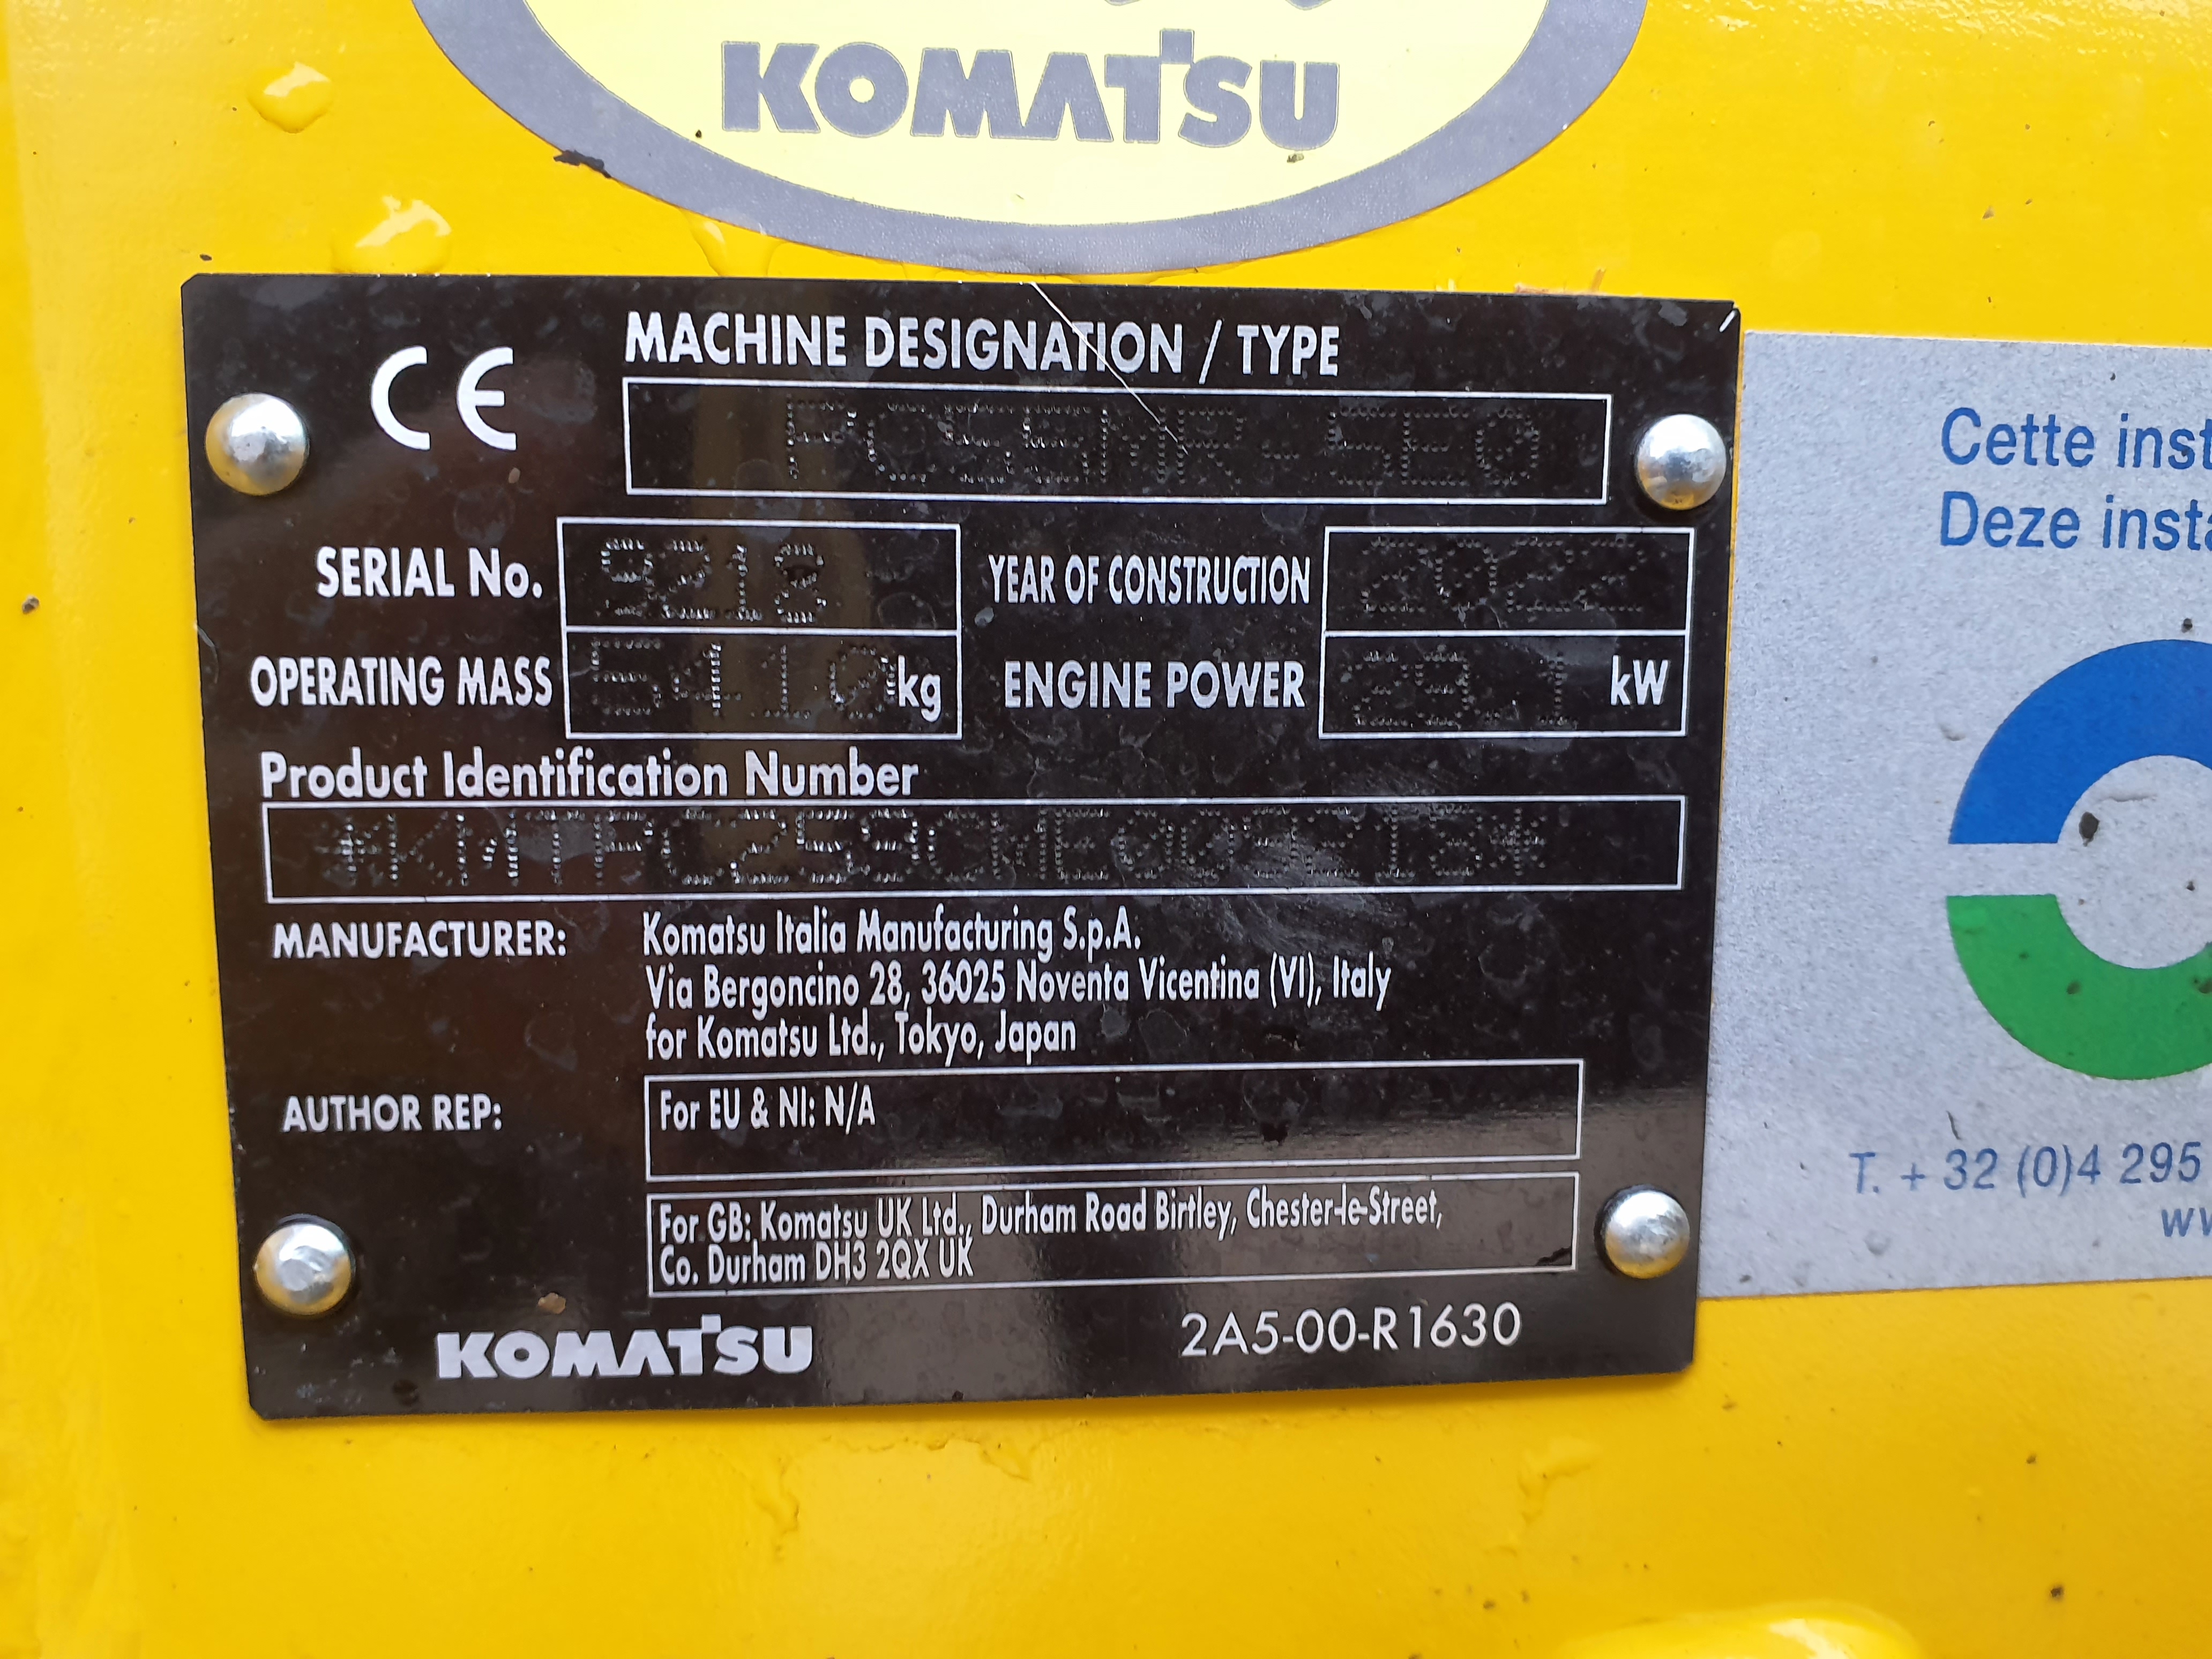 KOMATSU
CE
MACHINE DESIGNATION / TYPE
PC55MR-5E0
SERIAL No. 9218 YEAR OF CONSTRUCTION 2022
OPERATING MASS 5410 kg ENGINE POWER 29.1 kW
Product Identification Number
MANUFACTURER: Komatsu Italia Manufacturing S.p.A.
Via Bergoncino 28, 36025 Noventa Vicentina (VI), Italy
for Komatsu Ltd., Tokyo, Japan
AUTHOR REP: For EU & NI: N/A
For GB: Komatsu UK Ltd., Durham Road Birtley, Chester-le-Street,
Co. Durham DH3 2QX UK
KOMATSU 2A5-00-R1630
Cette
Deze
T. + 32 (0)4 295